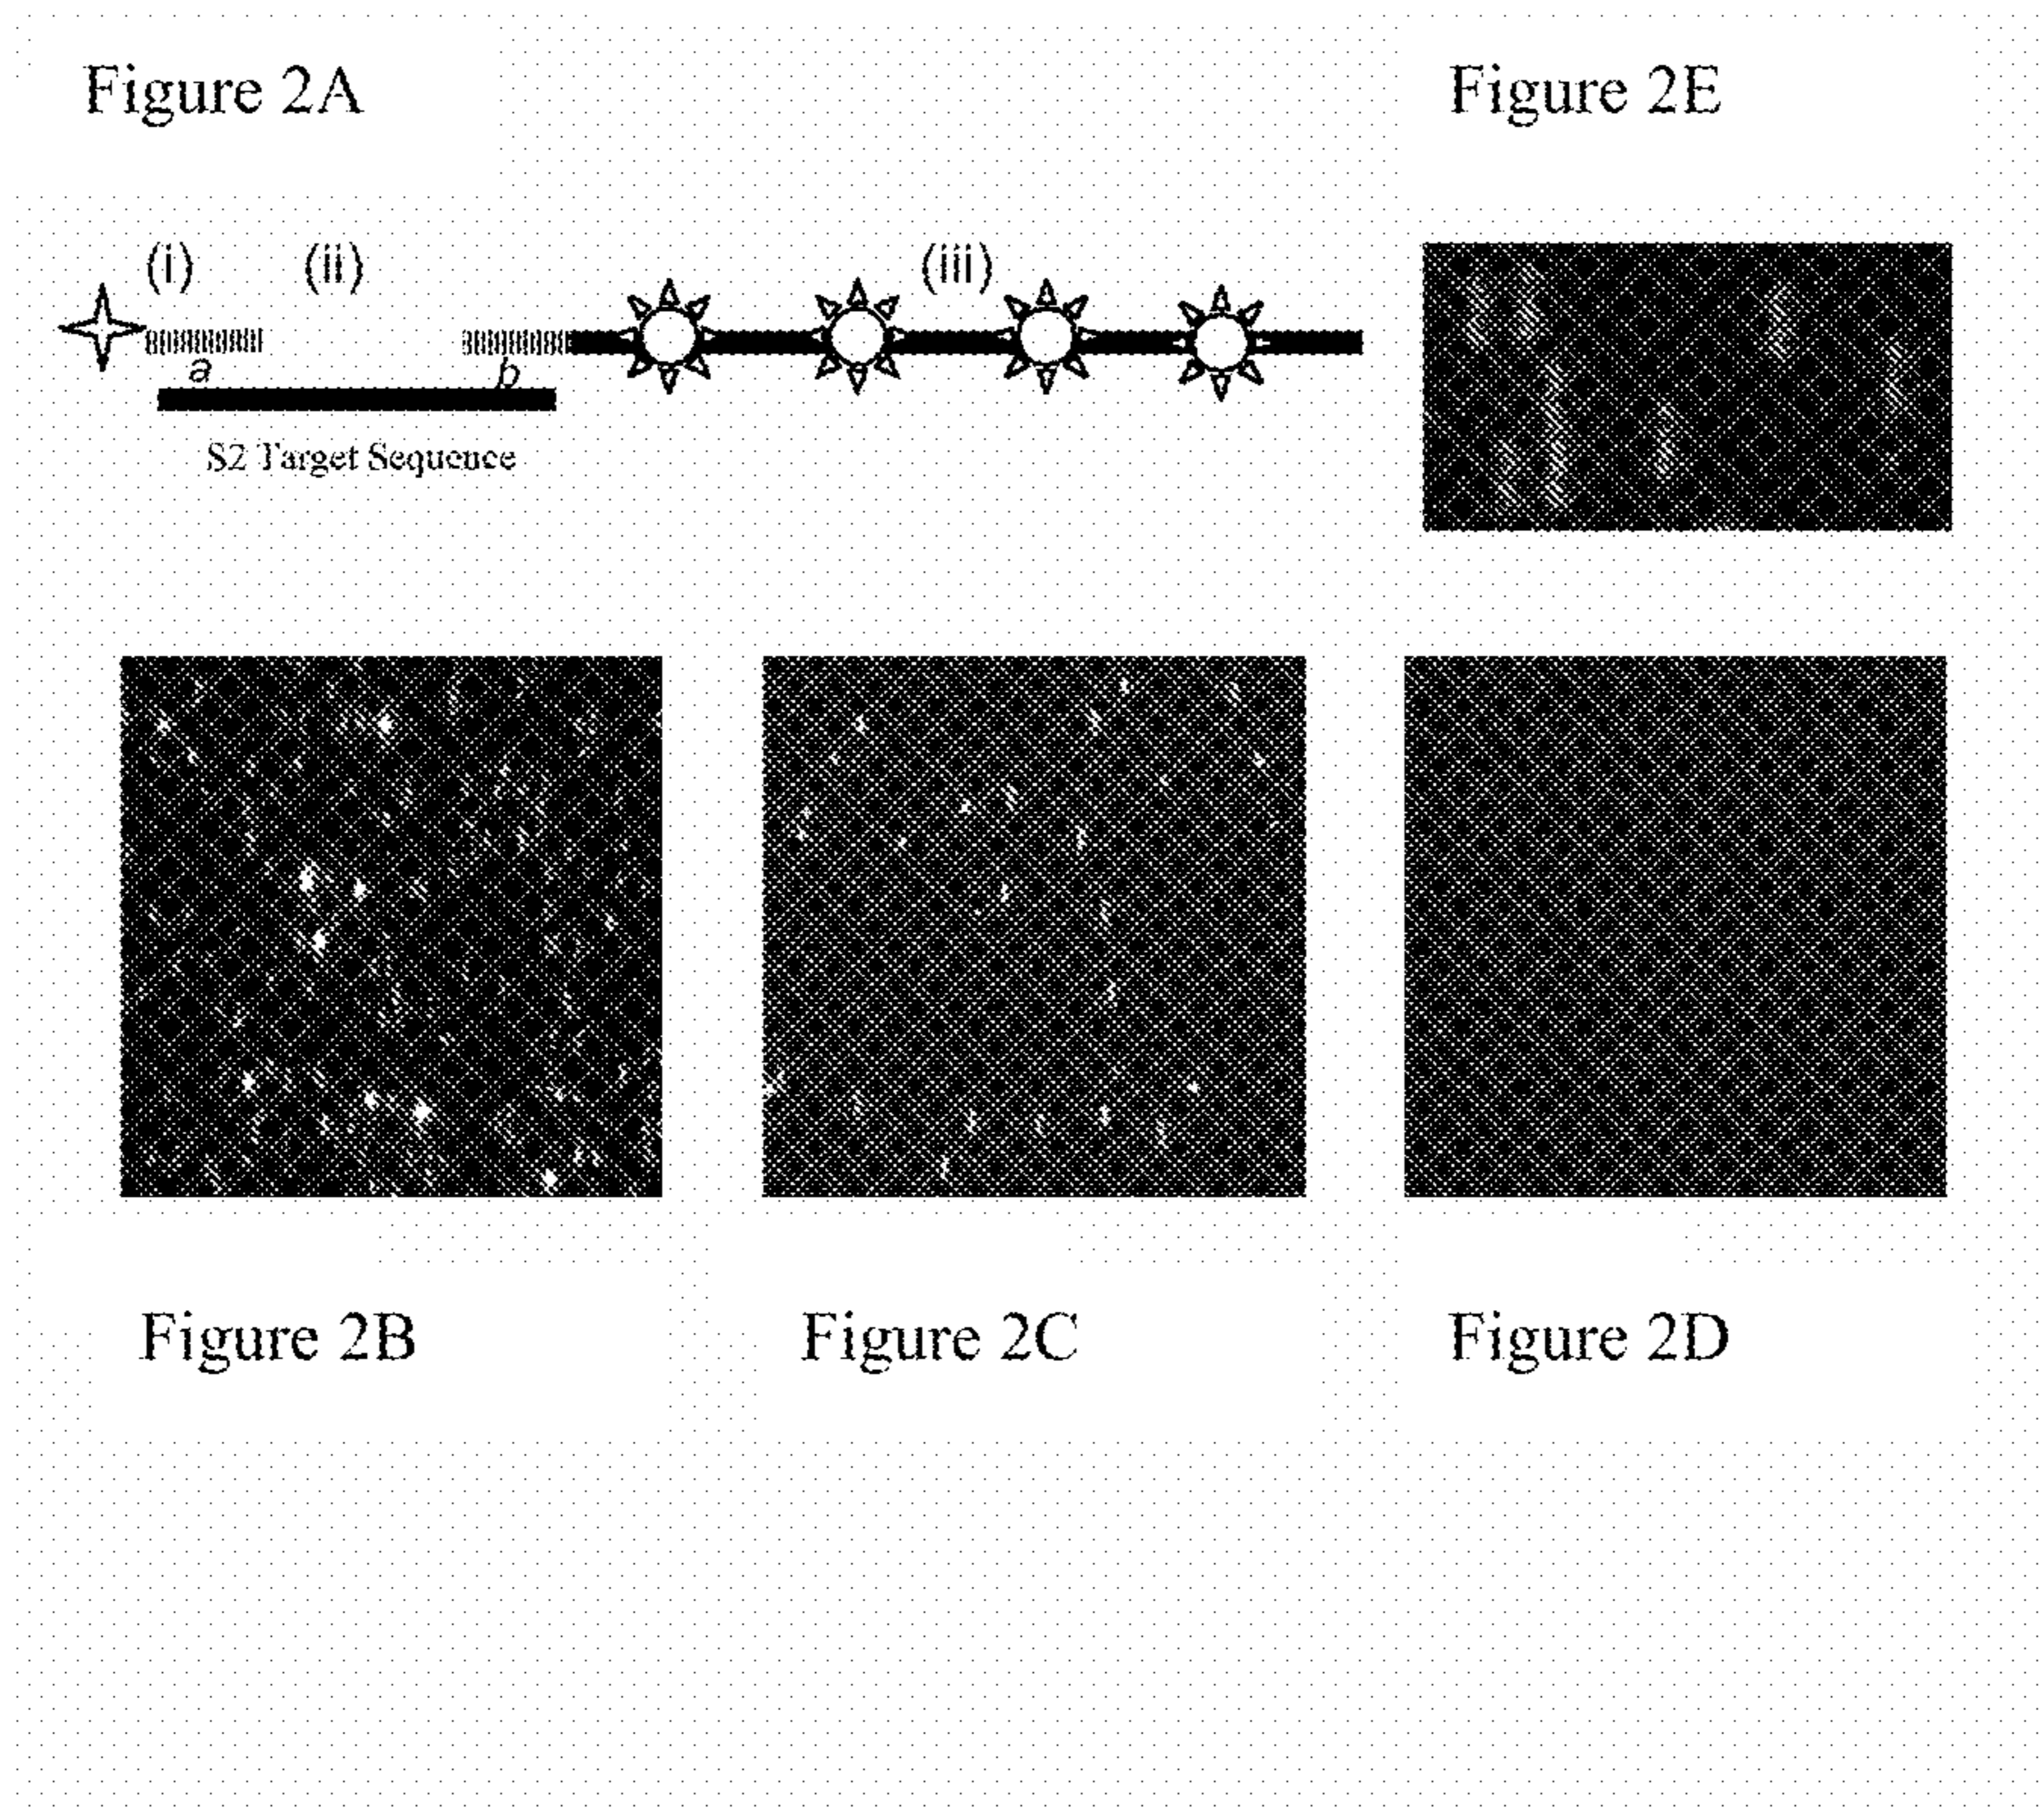 Figure 2A
Figure 2E
(i) (ii) (iii)
a b
S2 Target Sequence
Figure 2B
Figure 2C
Figure 2D